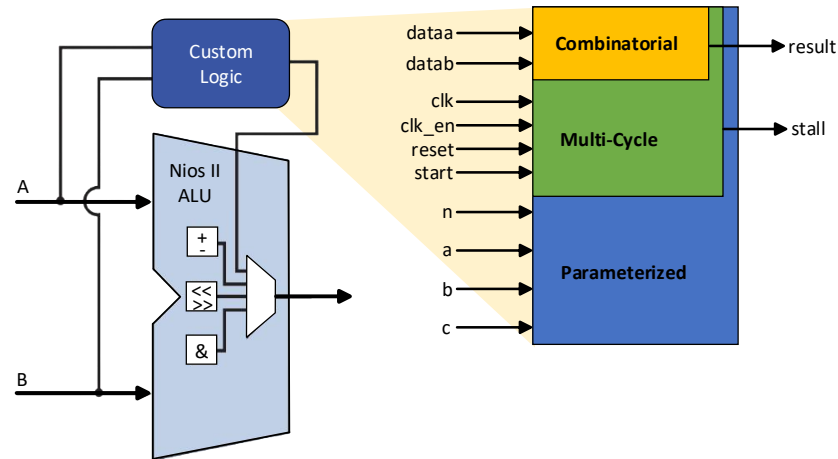 Custom
Logic
Nios II
ALU
A
B
+
-
<<
>>
&
dataa
datab
clk
clk_en
reset
start
n
a
b
c
Combinatorial
Multi-Cycle
Parameterized
result
stall